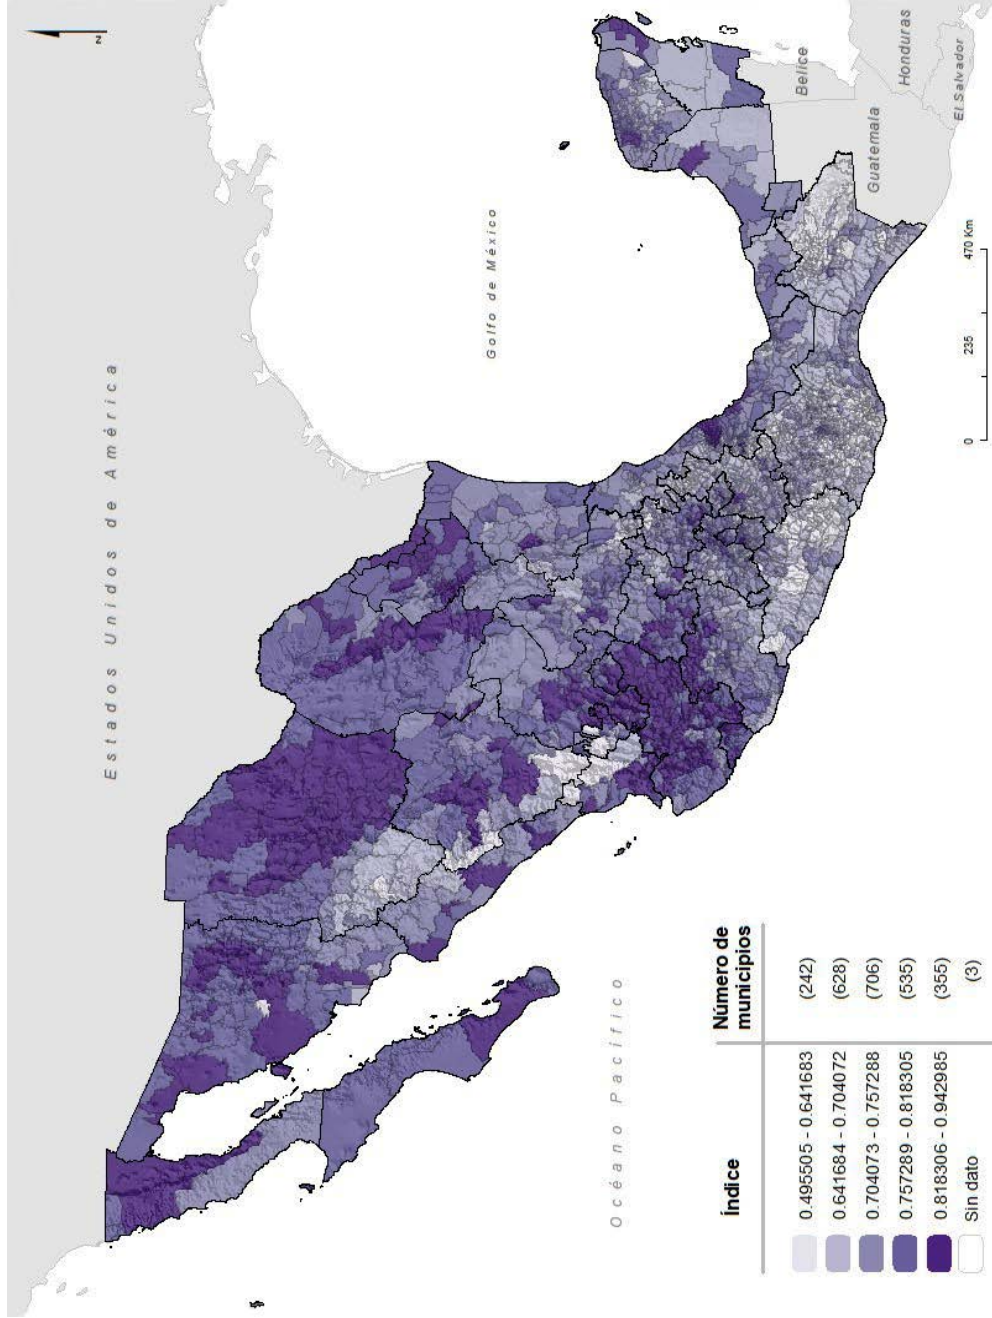 N
Estados Unidos de América
Golfo de México
Belice
Guatemala
Honduras
El Salvador
Océano Pacífico
0 235 470 Km
Índice Número de
municipios
0.495505 - 0.641683 (242)
0.641684 - 0.704072 (628)
0.704073 - 0.757288 (706)
0.757289 - 0.818305 (535)
0.818306 - 0.942985 (355)
Sin dato (3)